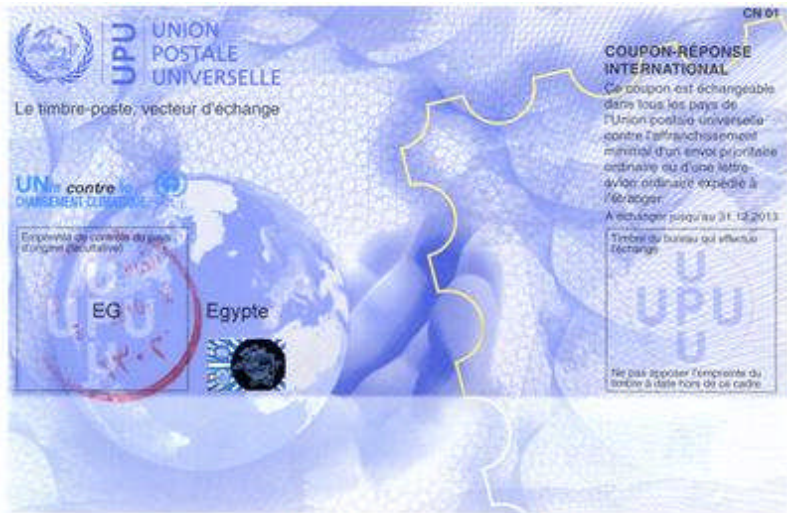 CN 01
UPU
UNION
POSTALE
UNIVERSELLE
Le timbre-poste, vecteur d'échange
COUPON-RÉPONSE
INTERNATIONAL
Ce coupon est échangeable
dans tous les pays de
l'Union postale universelle
contre l'affranchissement
minimal d'un envoi prioritaire
ordinaire ou d'une lettre-
avion ordinaire expédiée à
l'étranger.
A échanger jusqu'au 31.12.2013
UNis contre le
CHANGEMENT CLIMATIQUE
Empreinte de contrôle du pays
d'origine (facultative)
UPU
EG
Egypte
Timbre du bureau qui effectue
l'échange
U
UPU
U
Ne pas apposer l'empreinte du
timbre à date hors de ce cadre